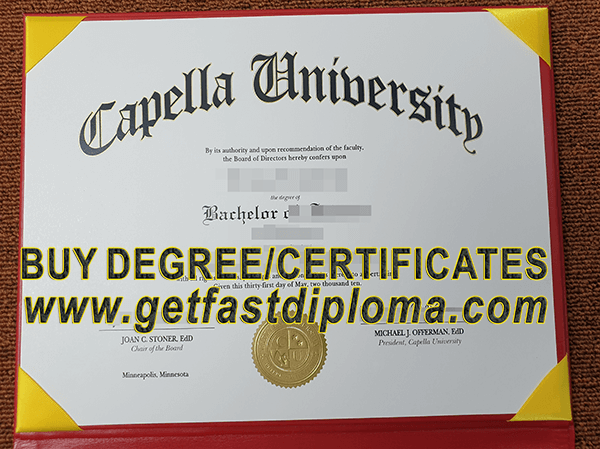 Capella University
By its authority and upon recommendation of the faculty,
the Board of Directors hereby confers upon
the degree of
Bachelor
BUY DEGREE/CERTIFICATES
Given this thirty-first day of May, two thousand ten.
www.getfastdiploma.com
JOAN C. STONER, EdD
Chair of the Board
MICHAEL J. OFFERMAN, EdD
President, Capella University
Minneapolis, Minnesota